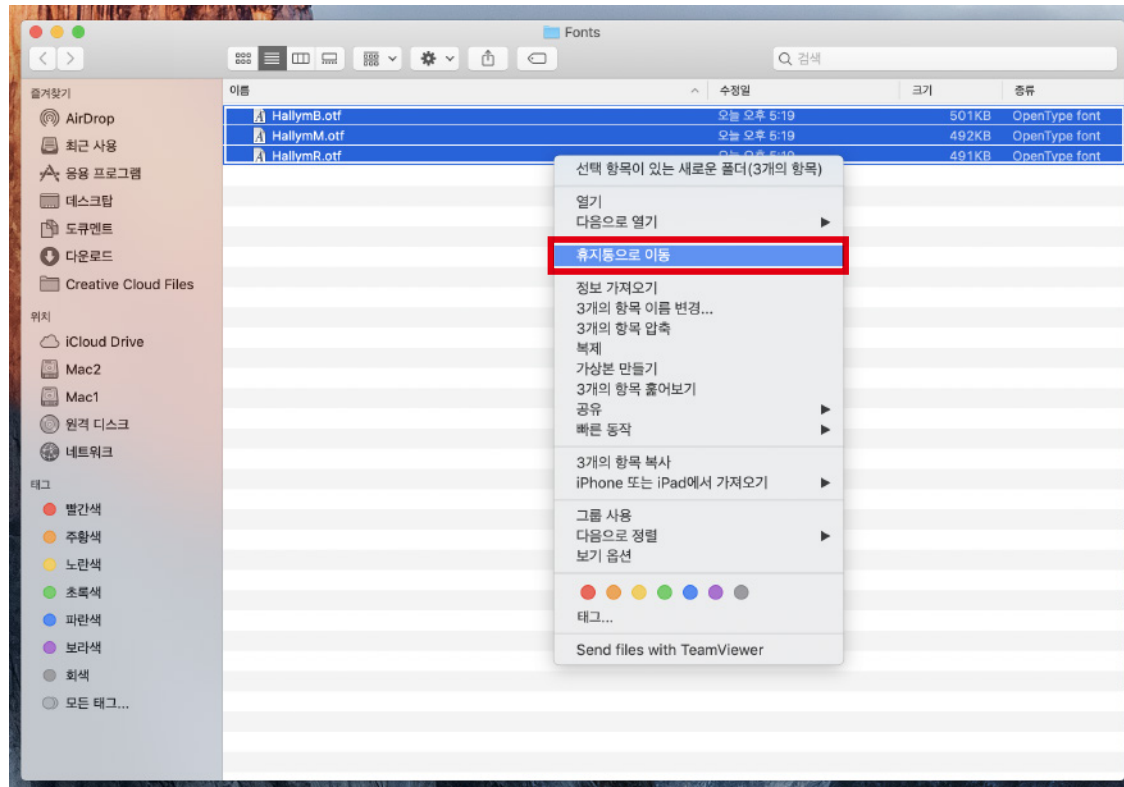 Fonts
검색
즐겨찾기
AirDrop
최근 사용
응용 프로그램
데스크탑
도큐멘트
다운로드
Creative Cloud Files
위치
iCloud Drive
Mac2
Mac1
원격 디스크
네트워크
태그
빨간색
주황색
노란색
초록색
파란색
보라색
회색
모든 태그...
이름 수정일 크기 종류
HallymB.otf 오늘 오후 5:19 501KB OpenType font
HallymM.otf 오늘 오후 5:19 492KB OpenType font
HallymR.otf 오늘 오후 5:19 491KB OpenType font
선택 항목이 있는 새로운 폴더(3개의 항목)
열기
다음으로 열기
휴지통으로 이동
정보 가져오기
3개의 항목 이름 변경...
3개의 항목 압축
복제
가상본 만들기
3개의 항목 훑어보기
공유
빠른 동작
3개의 항목 복사
iPhone 또는 iPad에서 가져오기
그룹 사용
다음으로 정렬
보기 옵션
태그...
Send files with TeamViewer